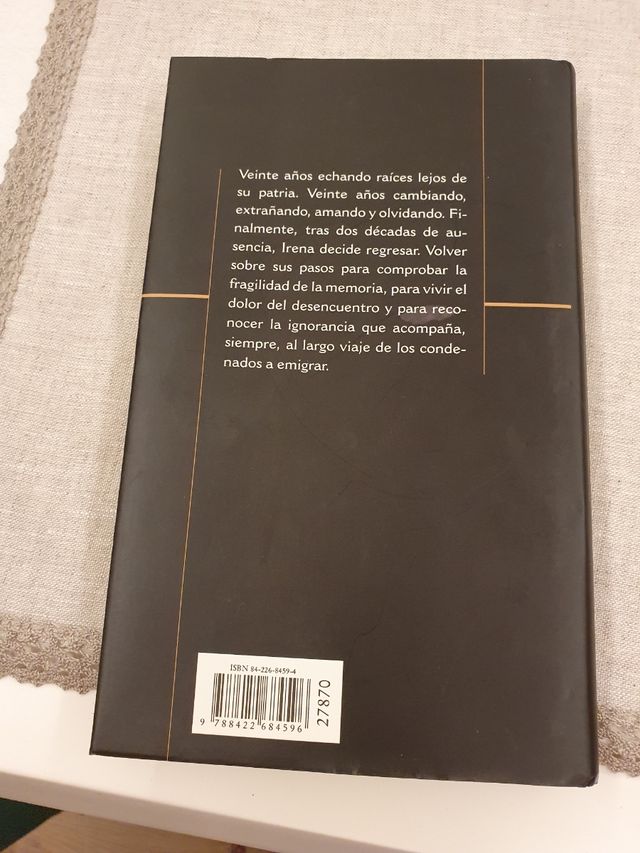 Veinte años echando raíces lejos de
su patria. Veinte años cambiando,
extrañando, amando y olvidando. Fi-
nalmente, tras dos décadas de au-
sencia, Irena decide regresar. Volver
sobre sus pasos para comprobar la
fragilidad de la memoria, para vivir el
dolor del desencuentro y para reco-
nocer la ignorancia que acompaña,
siempre, al largo viaje de los conde-
nados a emigrar.
ISBN 84-226-8459-4
9 788422 684596
27870